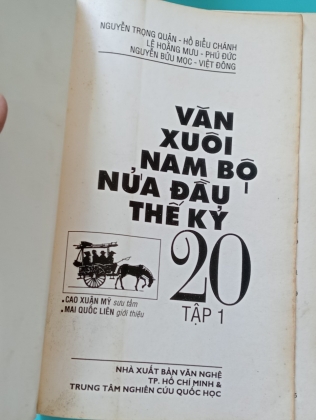 NGUYỄN TRỌNG QUẢN - HỒ BIỂU CHÁNH
LÊ HOẰNG MƯU - PHÚ ĐỨC
NGUYỄN BỬU MỌC - VIỆT ĐÔNG
VĂN
XUÔI
NAM BỘ
NỬA ĐẦU
THẾ KỶ
20
TẬP 1
• CAO XUÂN MỸ sưu tầm
• MAI QUỐC LIÊN giới thiệu
NHÀ XUẤT BẢN VĂN NGHỆ
TP. HỒ CHÍ MINH &
TRUNG TÂM NGHIÊN CỨU QUỐC HỌC